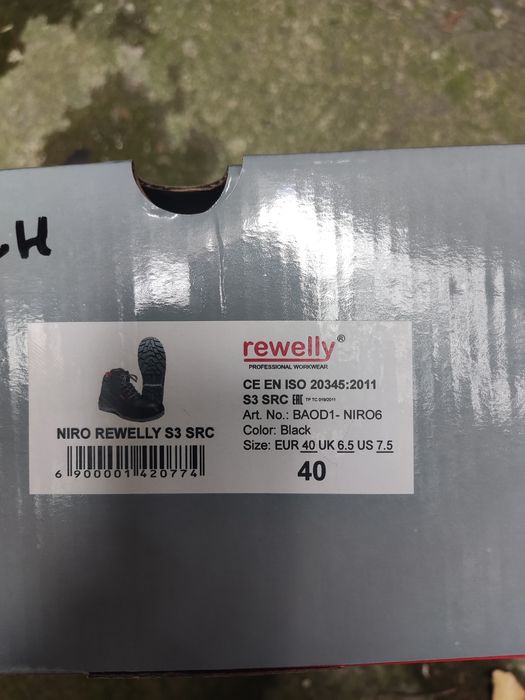 rewelly®
PROFESSIONAL WORKWEAR
CE EN ISO 20345:2011
S3 SRC EAC TP TC 019/2011
Art. No.: BAOD1- NIRO6
Color: Black
Size: EUR 40 UK 6.5 US 7.5
40
NIRO REWELLY S3 SRC
6 900001 420774